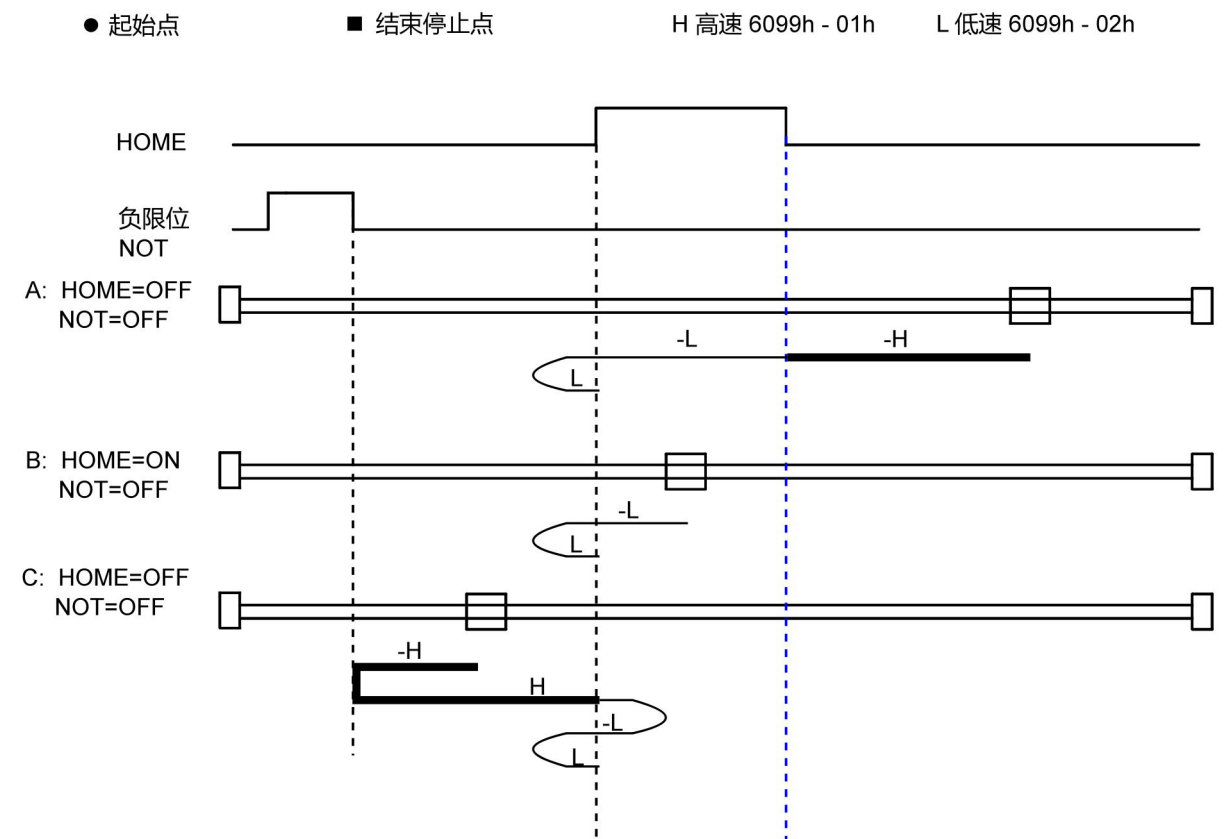 ● 起始点
■ 结束停止点
H 高速 6099h - 01h
L 低速 6099h - 02h
HOME
负限位
NOT
A: HOME=OFF
NOT=OFF
-L
-H
L
B: HOME=ON
NOT=OFF
-L
L
C: HOME=OFF
NOT=OFF
-H
H
-L
L